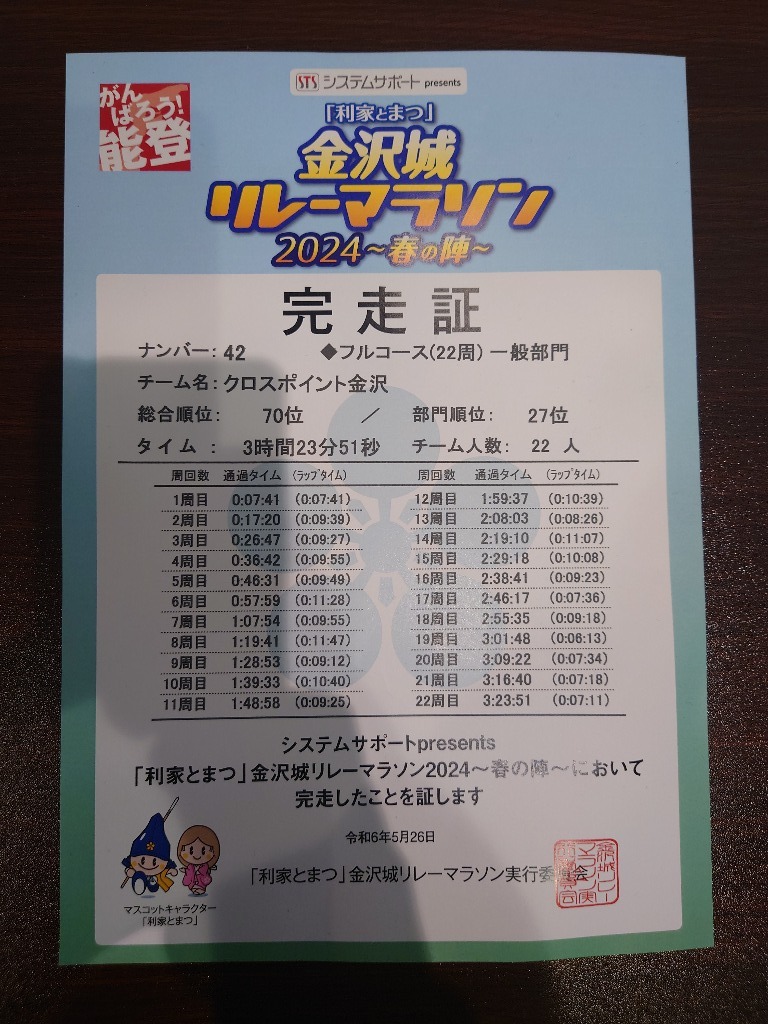 がんばろう!
能登
STS システムサポート presents
「利家とまつ」
金沢城
リレーマラソン
2024～春の陣～
完走証
ナンバー: 42 ◆フルコース(22周) 一般部門
チーム名: クロスポイント金沢
総合順位: 70位 ／ 部門順位: 27位
タイム : 3時間23分51秒 チーム人数: 22 人
周回数 通過タイム (ラップタイム) 周回数 通過タイム (ラップタイム)
1周目 0:07:41 (0:07:41) 12周目 1:59:37 (0:10:39)
2周目 0:17:20 (0:09:39) 13周目 2:08:03 (0:08:26)
3周目 0:26:47 (0:09:27) 14周目 2:19:10 (0:11:07)
4周目 0:36:42 (0:09:55) 15周目 2:29:18 (0:10:08)
5周目 0:46:31 (0:09:49) 16周目 2:38:41 (0:09:23)
6周目 0:57:59 (0:11:28) 17周目 2:46:17 (0:07:36)
7周目 1:07:54 (0:09:55) 18周目 2:55:35 (0:09:18)
8周目 1:19:41 (0:11:47) 19周目 3:01:48 (0:06:13)
9周目 1:28:53 (0:09:12) 20周目 3:09:22 (0:07:34)
10周目 1:39:33 (0:10:40) 21周目 3:16:40 (0:07:18)
11周目 1:48:58 (0:09:25) 22周目 3:23:51 (0:07:11)
システムサポートpresents
「利家とまつ」金沢城リレーマラソン2024～春の陣～において
完走したことを証します
令和6年5月26日
「利家とまつ」金沢城リレーマラソン実行委員会
マスコットキャラクター
「利家とまつ」